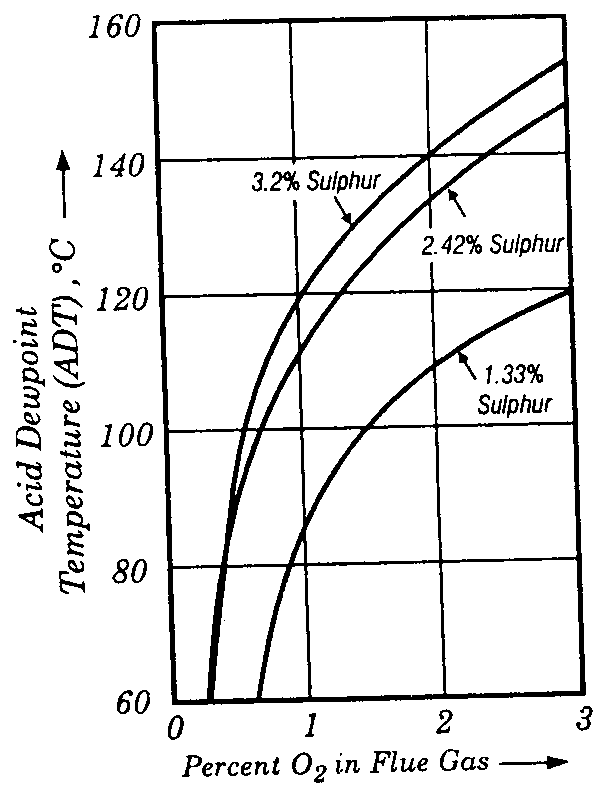 160
140
120
100
80
60
Acid Dewpoint
Temperature (ADT), °C
3.2% Sulphur
2.42% Sulphur
1.33%
Sulphur
0 1 2 3
Percent O₂ in Flue Gas